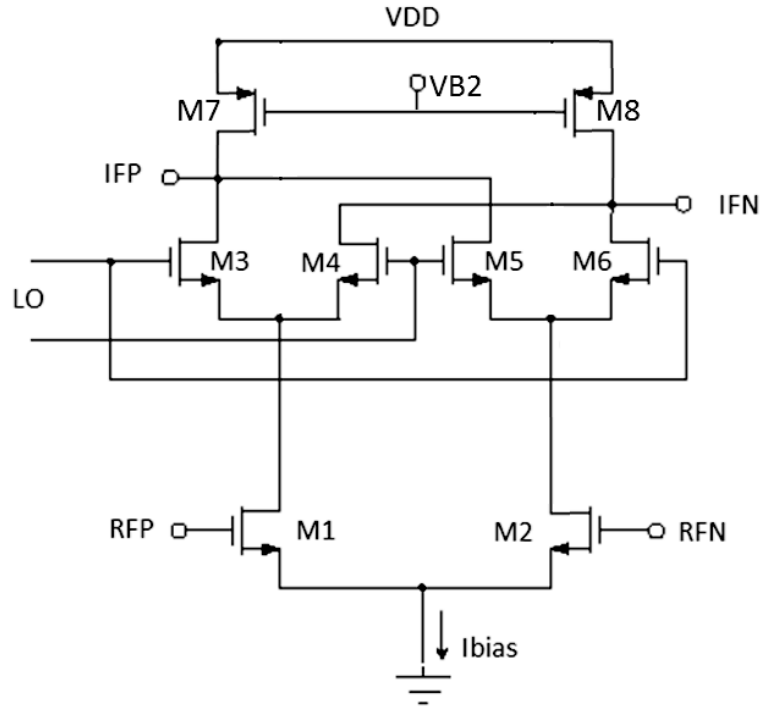 VDD
M7 VB2 M8
IFP IFN
M3 M4 M5 M6
LO
RFP M1 M2 RFN
Ibias